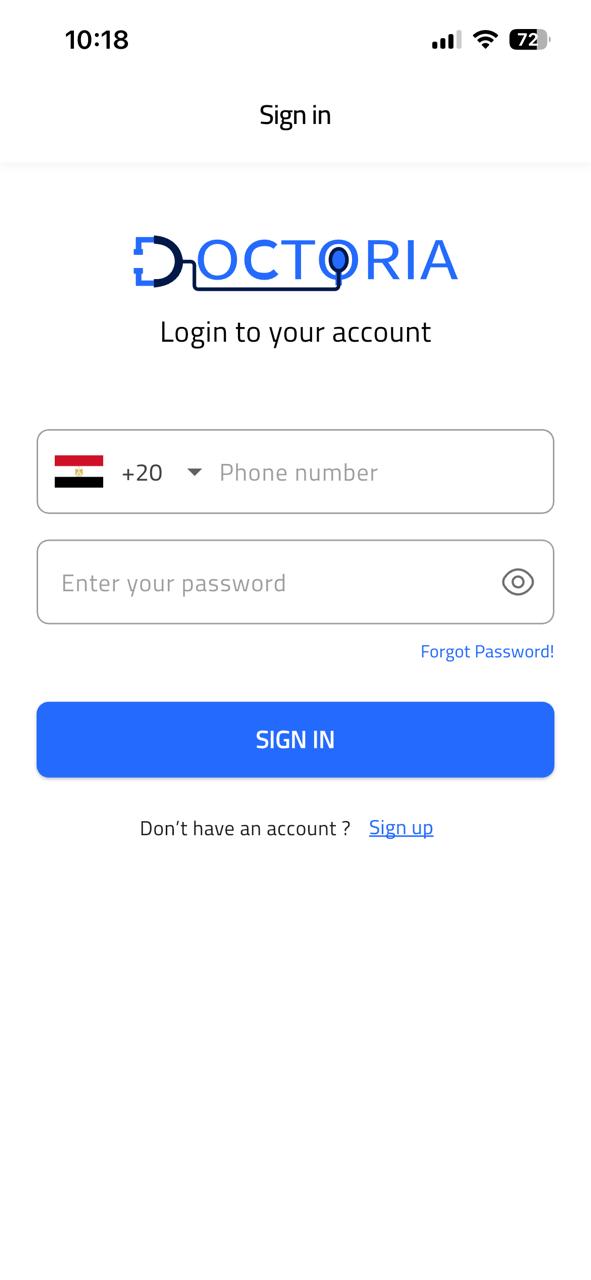 10:18
72
Sign in
DOCTORIA
Login to your account
+20 Phone number
Enter your password
Forgot Password!
SIGN IN
Don't have an account ? Sign up